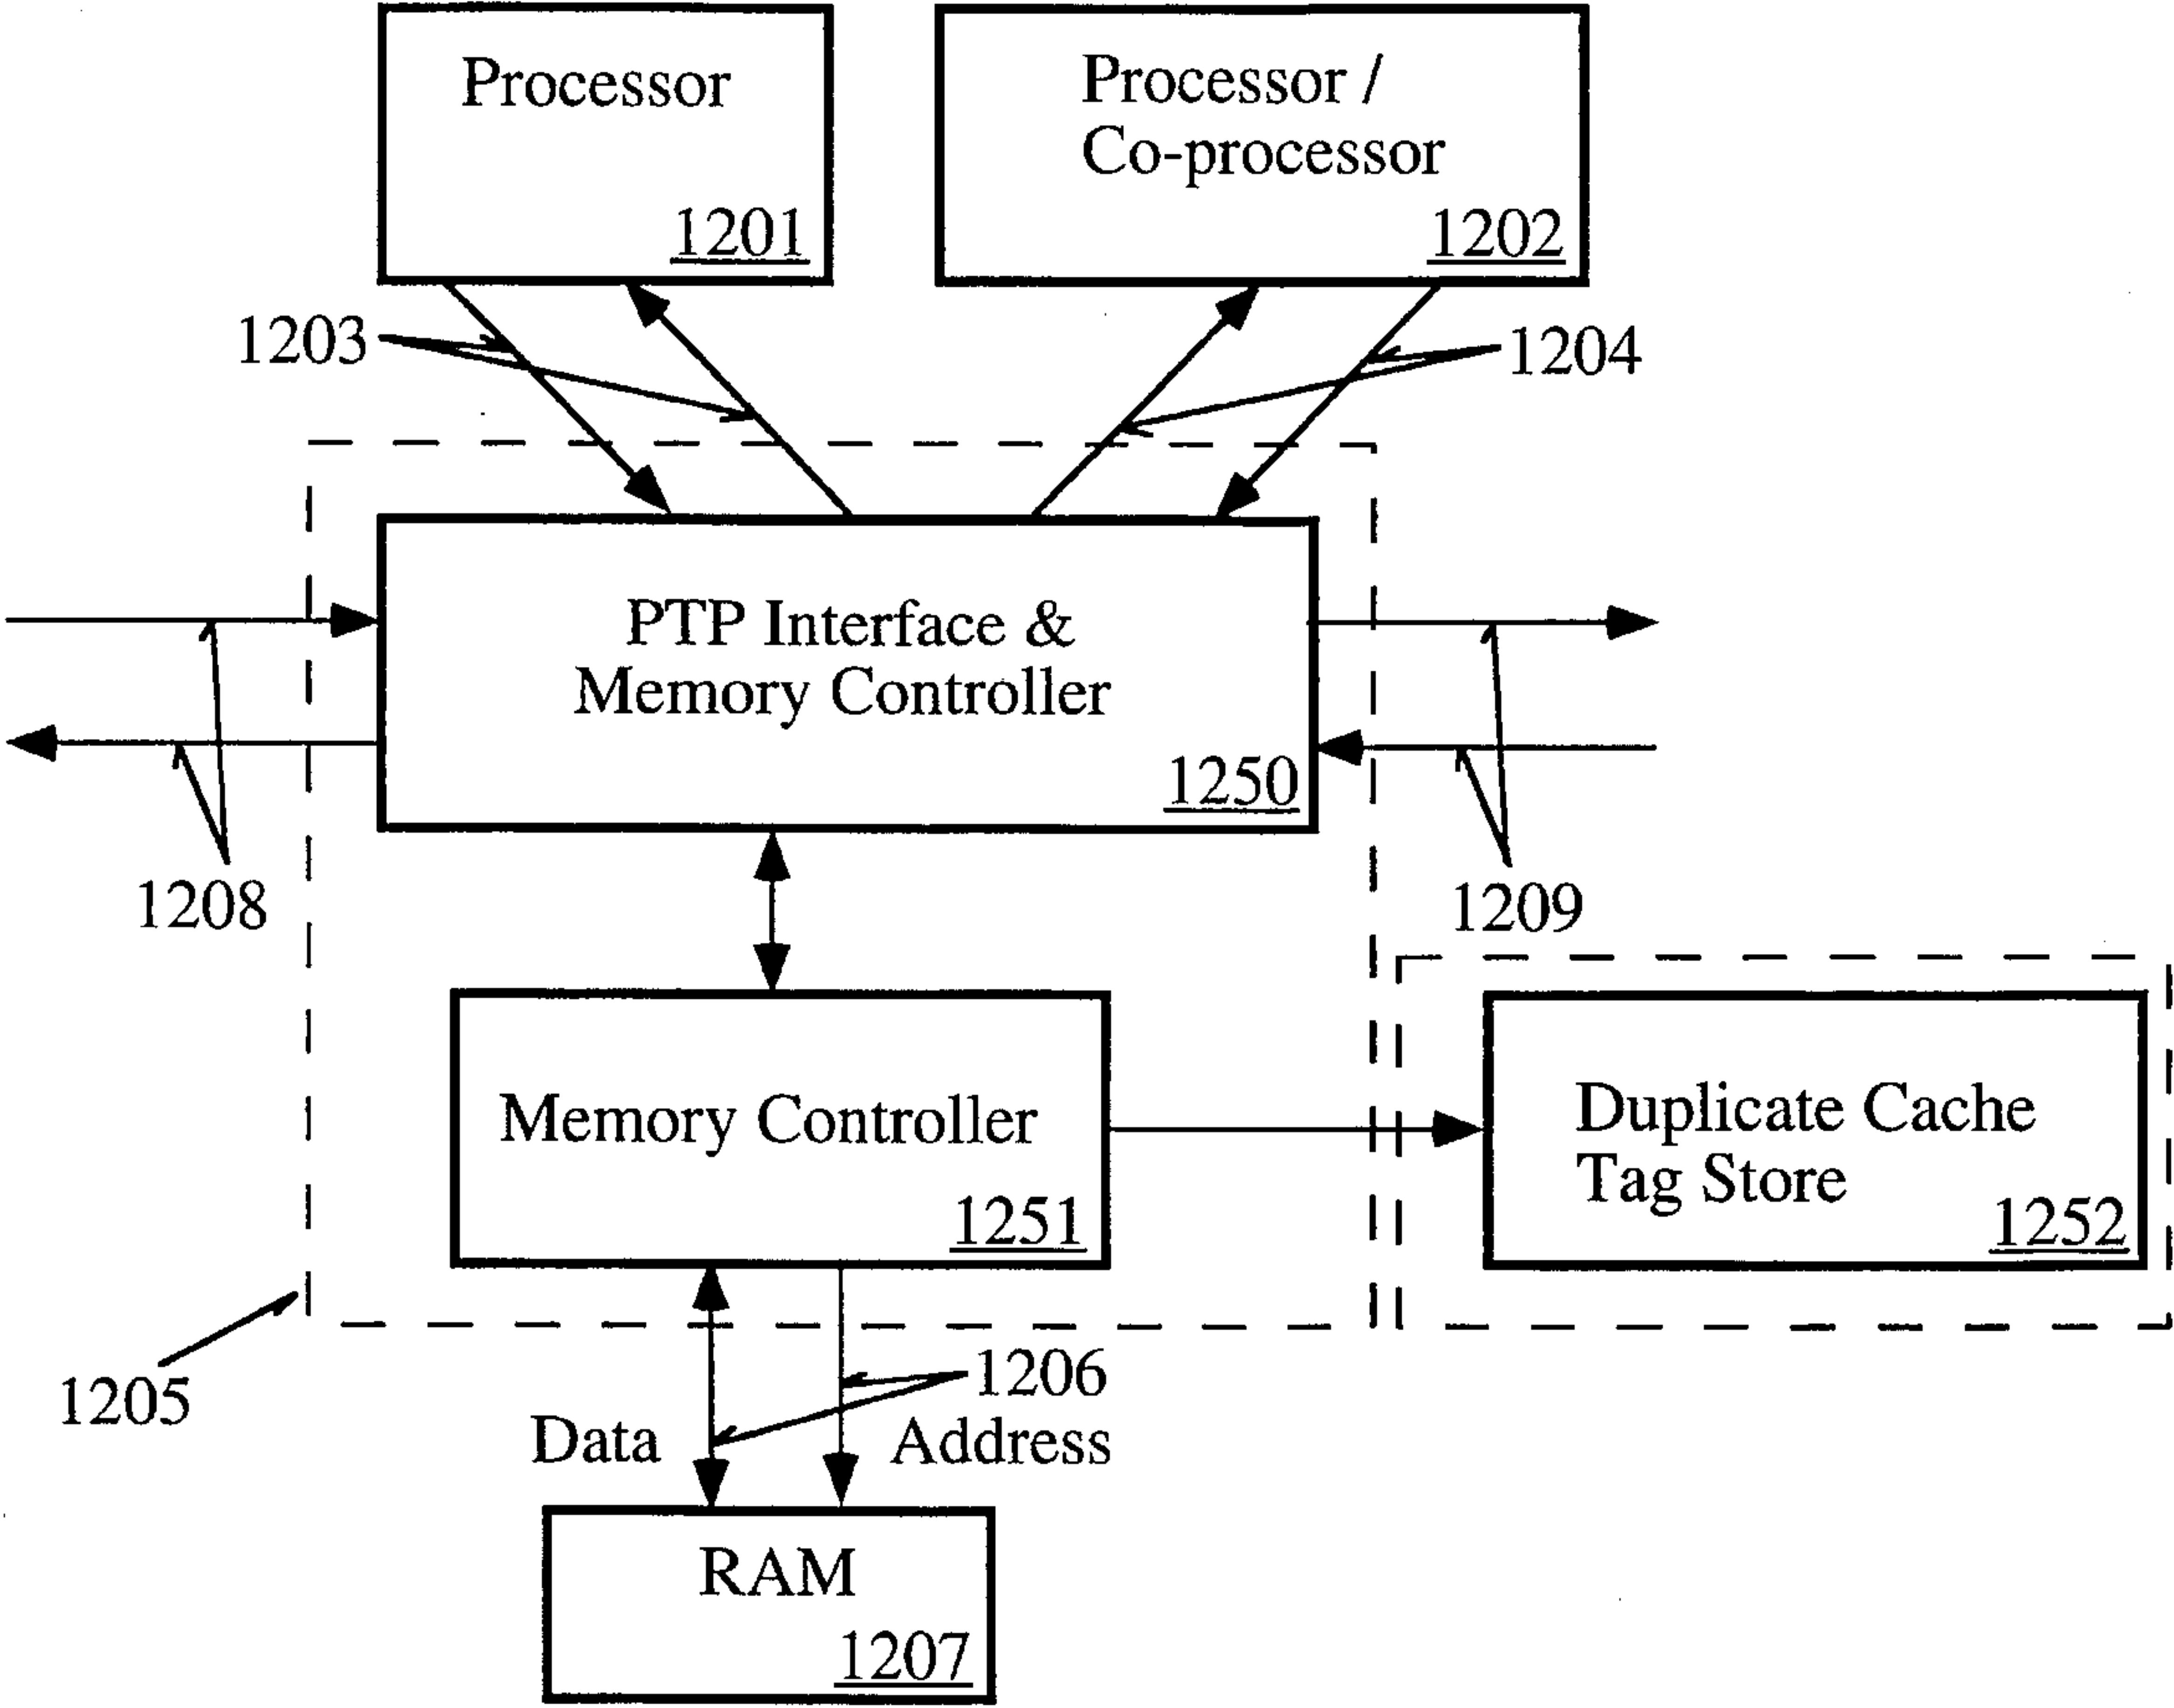 Processor
1201
Processor /
Co-processor
1202
1203
1204
PTP Interface &
Memory Controller
1250
1208
1209
Memory Controller
1251
Duplicate Cache
Tag Store
1252
1205
1206
Data
Address
RAM
1207